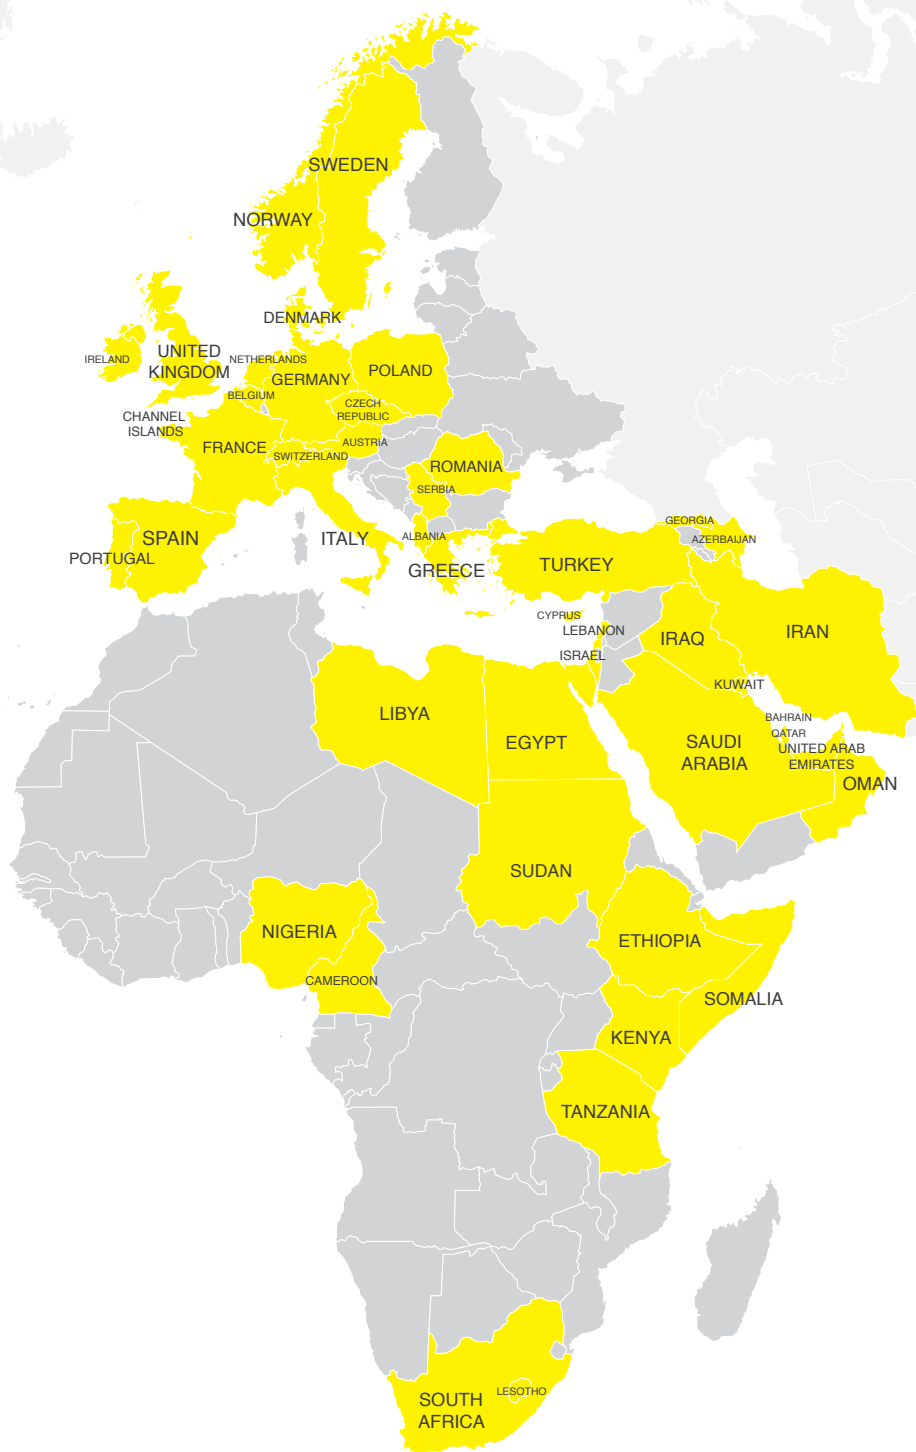 SWEDEN
NORWAY
DENMARK
IRELAND
UNITED
KINGDOM
NETHERLANDS
GERMANY
POLAND
BELGIUM
CZECH
REPUBLIC
CHANNEL
ISLANDS
FRANCE
AUSTRIA
SWITZERLAND
ROMANIA
SERBIA
PORTUGAL
SPAIN
ITALY
ALBANIA
GREECE
TURKEY
GEORGIA
AZERBAIJAN
CYPRUS
LEBANON
ISRAEL
IRAQ
IRAN
KUWAIT
LIBYA
EGYPT
SAUDI
ARABIA
BAHRAIN
QATAR
UNITED ARAB
EMIRATES
OMAN
SUDAN
NIGERIA
CAMEROON
ETHIOPIA
SOMALIA
KENYA
TANZANIA
SOUTH
AFRICA
LESOTHO